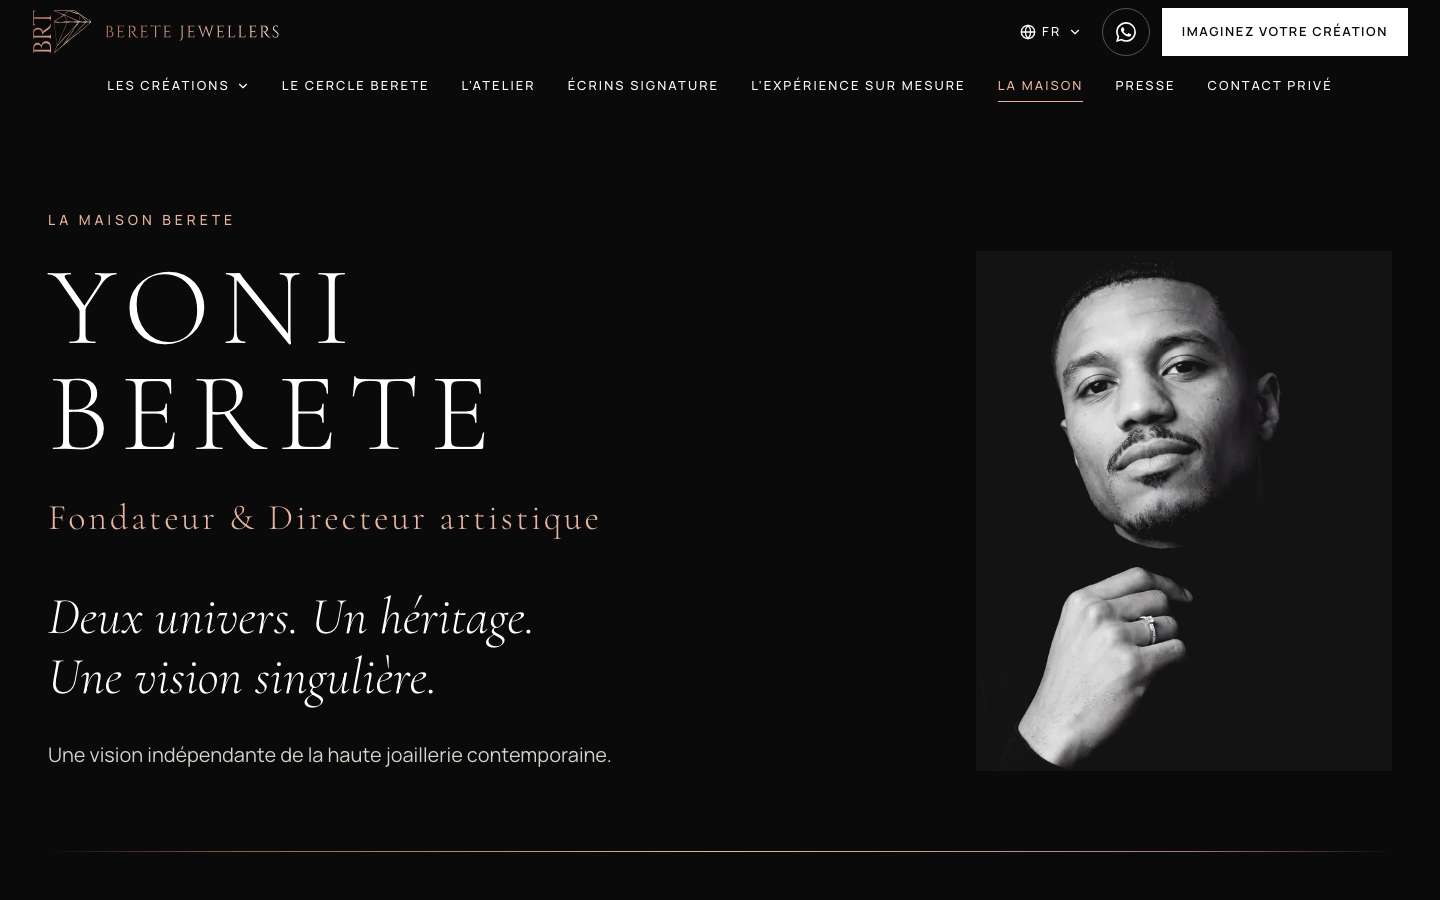 BRT
BERETE JEWELLERS
FR
IMAGINEZ VOTRE CRÉATION
LES CRÉATIONS
LE CERCLE BERETE
L'ATELIER
ÉCRINS SIGNATURE
L'EXPÉRIENCE SUR MESURE
LA MAISON
PRESSE
CONTACT PRIVÉ
LA MAISON BERETE
YONI
BERETE
Fondateur & Directeur artistique
Deux univers. Un héritage.
Une vision singulière.
Une vision indépendante de la haute joaillerie contemporaine.